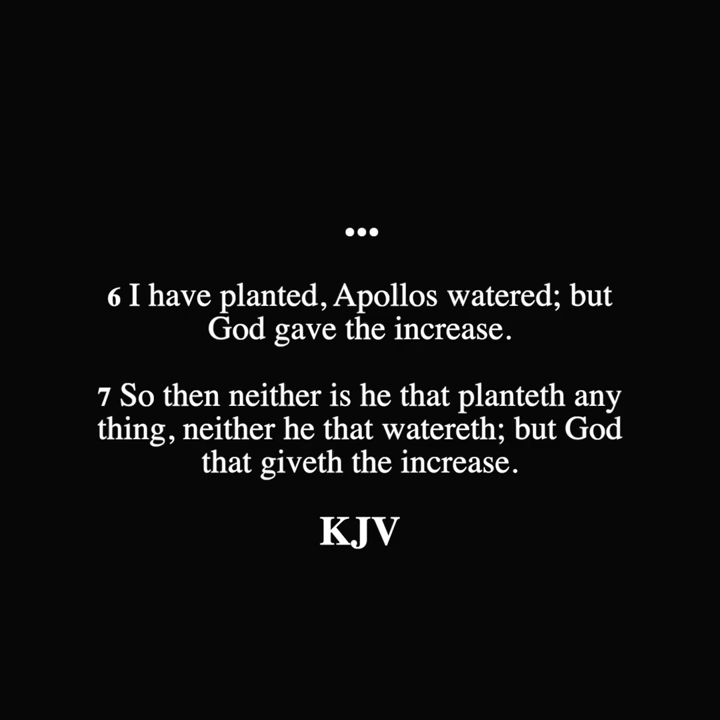 •••
6 I have planted, Apollos watered; but
God gave the increase.
7 So then neither is he that planteth any
thing, neither he that watereth; but God
that giveth the increase.
KJV